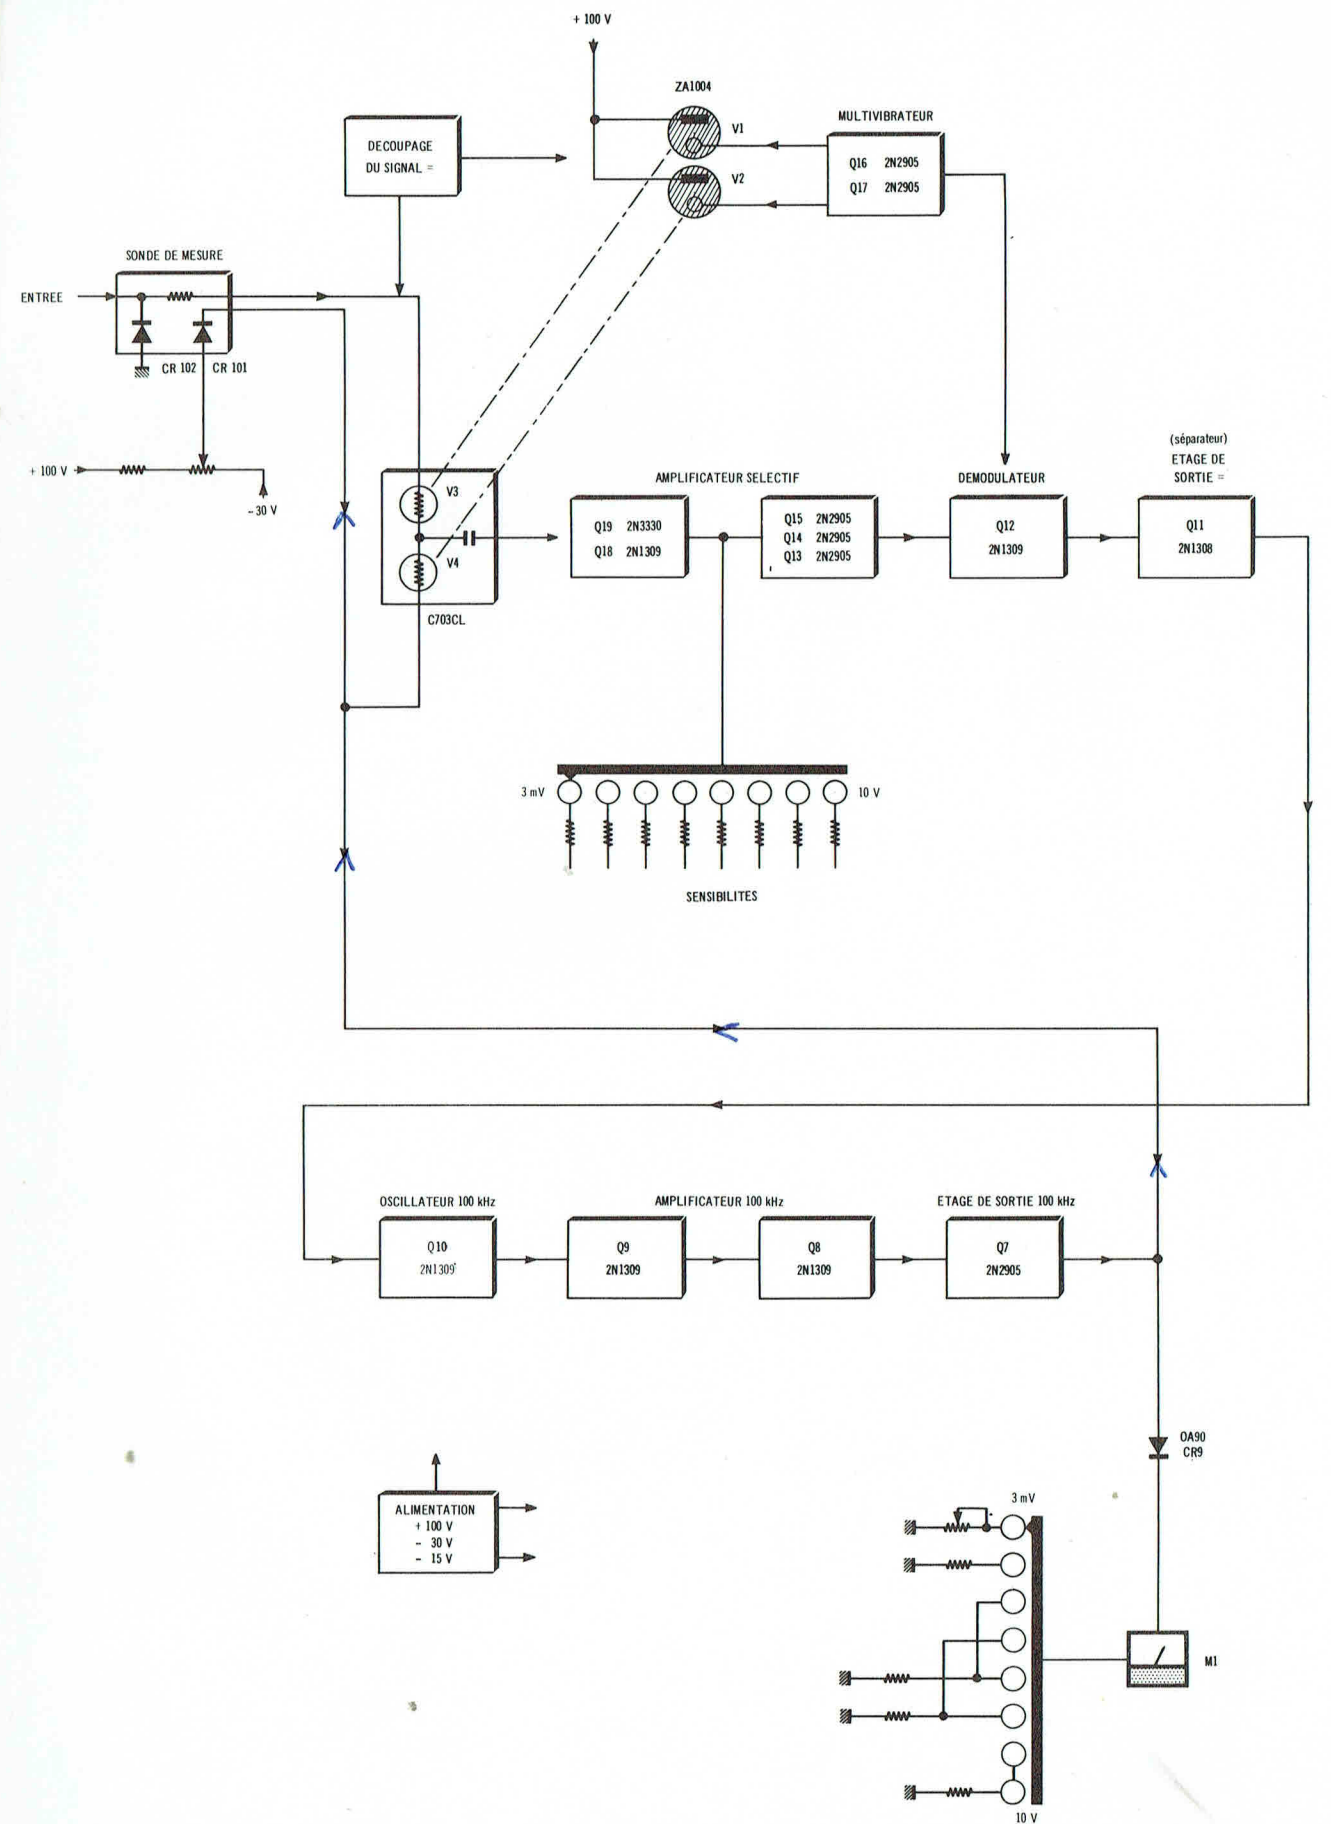 + 100 V
ZA1004
V1
V2
MULTIVIBRATEUR
Q16 2N2905
Q17 2N2905
DECOUPAGE
DU SIGNAL =
SONDE DE MESURE
ENTREE
CR 102 CR 101
+ 100 V
- 30 V
V3
V4
C703CL
AMPLIFICATEUR SELECTIF
Q19 2N3330
Q18 2N1309
Q15 2N2905
Q14 2N2905
Q13 2N2905
DEMODULATEUR
Q12
2N1309
(séparateur)
ETAGE DE
SORTIE =
Q11
2N1308
3 mV
10 V
SENSIBILITES
OSCILLATEUR 100 kHz
Q10
2N1309
AMPLIFICATEUR 100 kHz
Q9
2N1309
Q8
2N1309
ETAGE DE SORTIE 100 kHz
Q7
2N2905
OA90
CR9
ALIMENTATION
+ 100 V
- 30 V
- 15 V
3 mV
M1
10 V